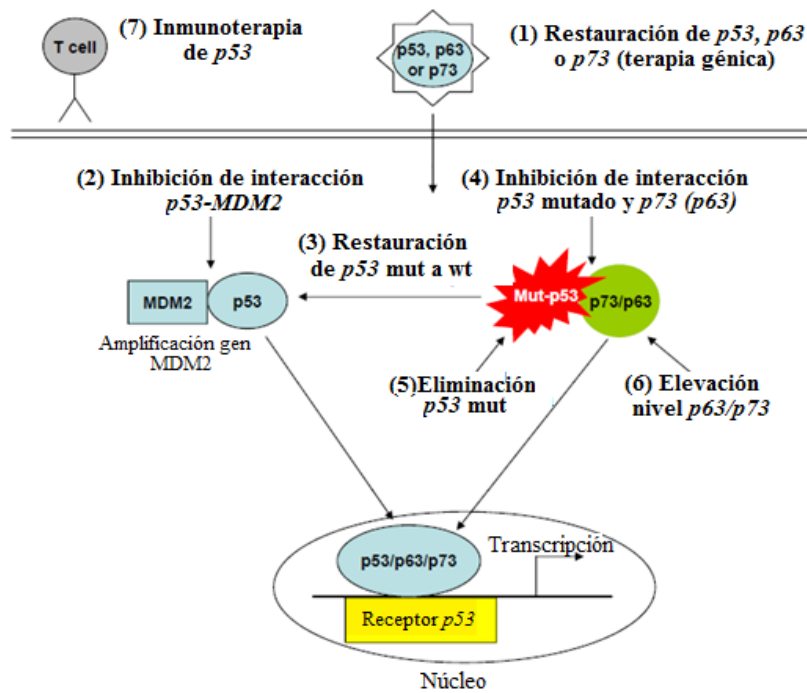 T cell
(7) Inmunoterapia
de p53
p53, p63
or p73
(1) Restauración de p53, p63
o p73 (terapia génica)
(2) Inhibición de interacción
p53-MDM2
(4) Inhibición de interacción
p53 mutado y p73 (p63)
(3) Restauración
de p53 mut a wt
MDM2
p53
Mut-p53
p73/p63
Amplificación gen
MDM2
(5)Eliminación
p53 mut
(6) Elevación
nivel p63/p73
p53/p63/p73
Transcripción
Receptor p53
Núcleo